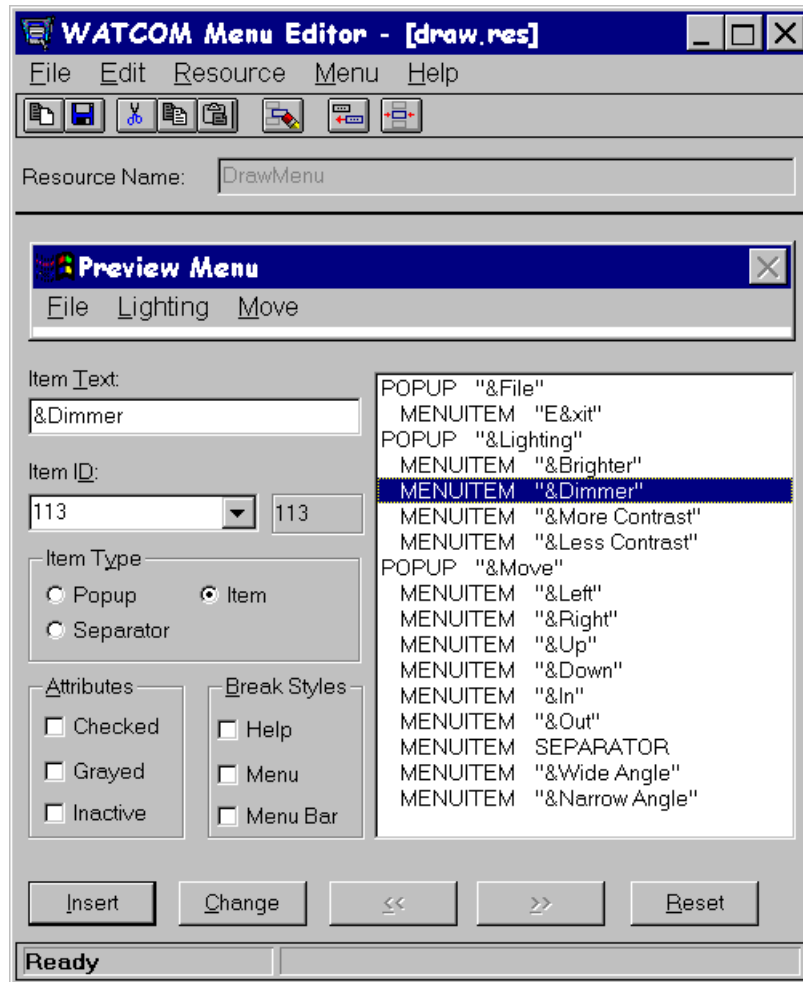 WATCOM Menu Editor - [draw.res]
File Edit Resource Menu Help
Resource Name: DrawMenu
Preview Menu
File Lighting Move
Item Text:
&Dimmer
Item ID:
113 113
Item Type
Popup Item
Separator
Attributes
Checked
Grayed
Inactive
Break Styles
Help
Menu
Menu Bar
POPUP "&File"
MENUITEM "E&xit"
POPUP "&Lighting"
MENUITEM "&Brighter"
MENUITEM "&Dimmer"
MENUITEM "&More Contrast"
MENUITEM "&Less Contrast"
POPUP "&Move"
MENUITEM "&Left"
MENUITEM "&Right"
MENUITEM "&Up"
MENUITEM "&Down"
MENUITEM "&In"
MENUITEM "&Out"
MENUITEM SEPARATOR
MENUITEM "&Wide Angle"
MENUITEM "&Narrow Angle"
Insert Change << >> Reset
Ready